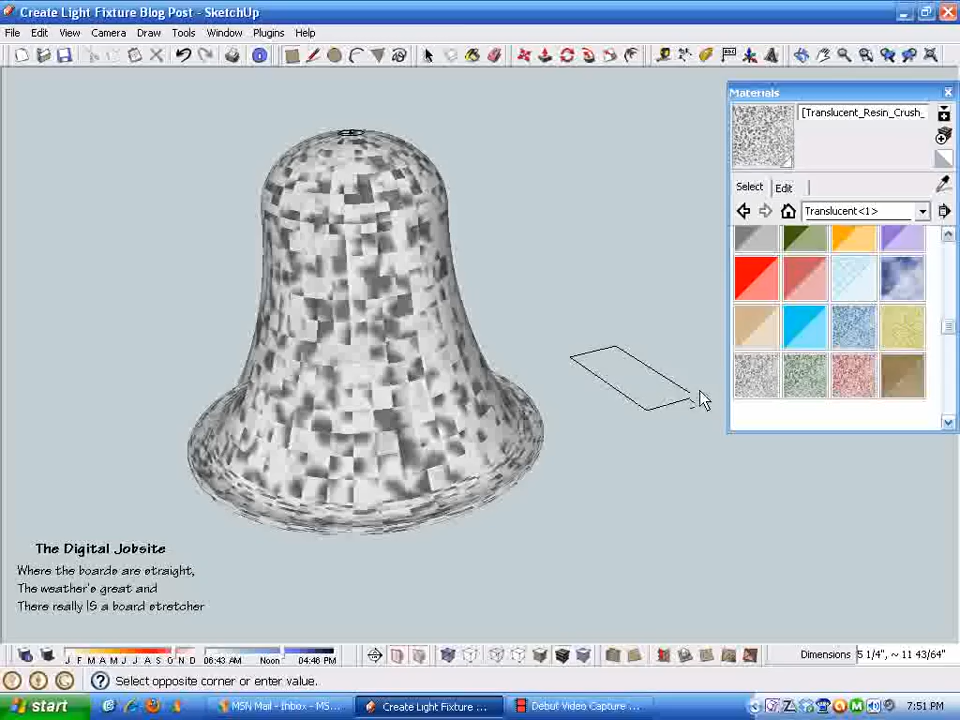 Create Light Fixture Blog Post - SketchUp
File Edit View Camera Draw Tools Window Plugins Help
Materials
[Translucent_Resin_Crush_
Select Edit
Translucent<1>
The Digital Jobsite
Where the boards are straight,
The weather's great and
There really IS a board stretcher
J F M A M J J A S O N D 06:43 AM Noon 04:46 PM Dimensions 5 1/4", ~ 11 43/64"
Select opposite corner or enter value.
start MSN Mail - Inbox - MS... Create Light Fixture ... Debut Video Capture ... 7:51 PM